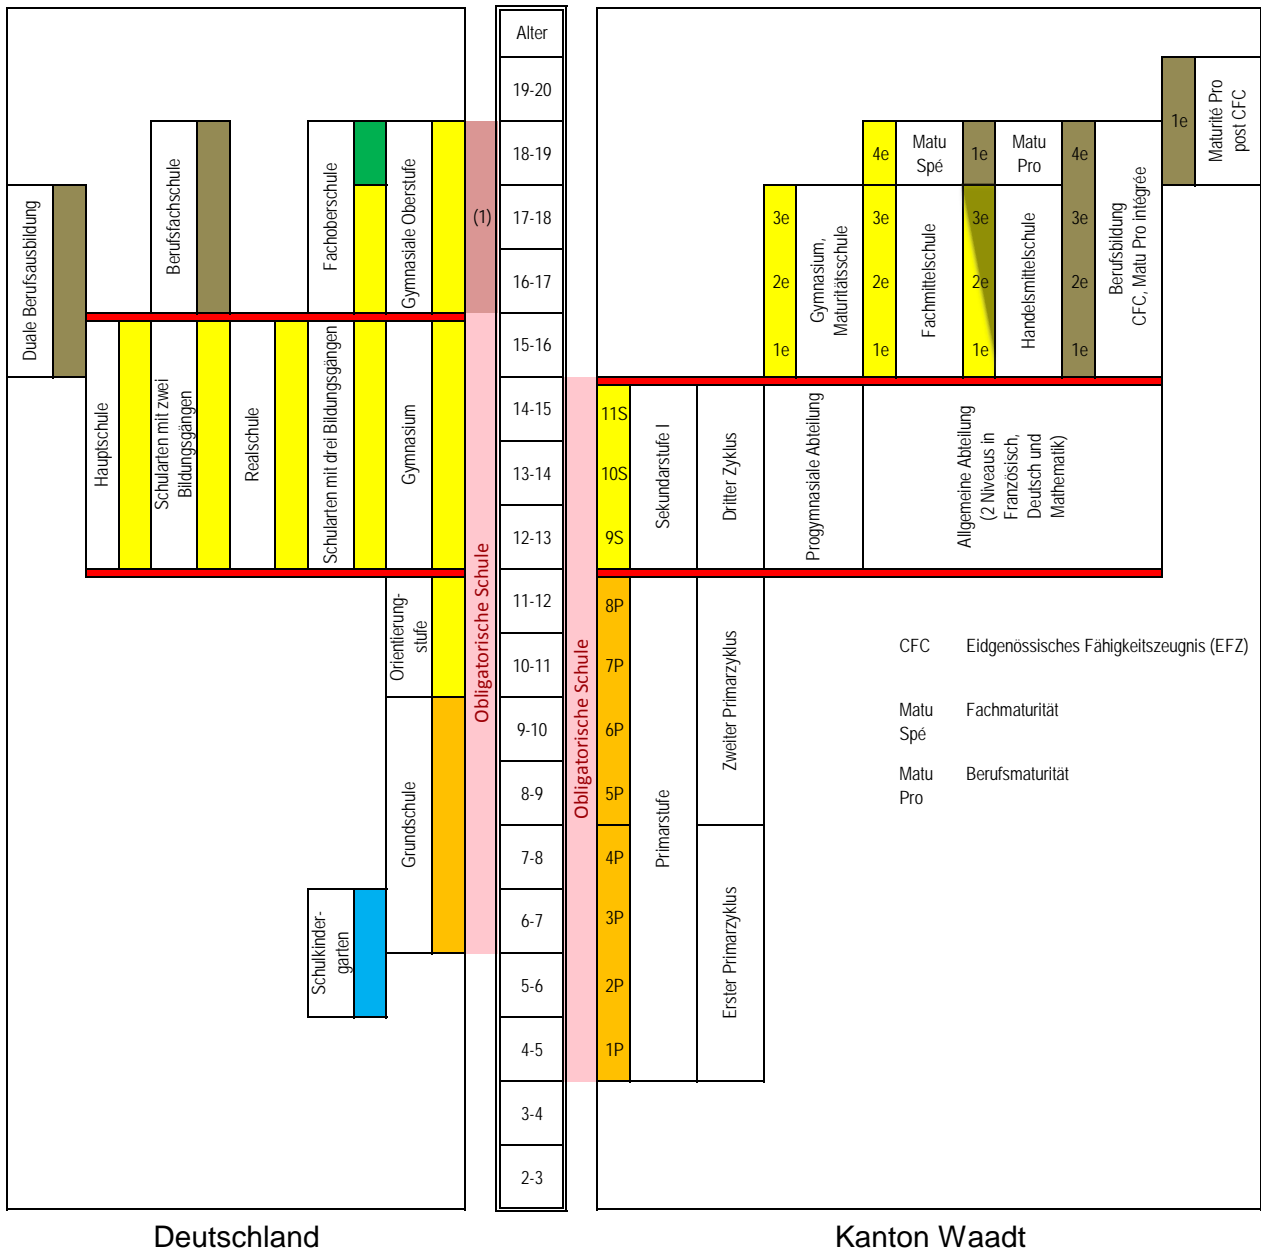 Alter
19-20
18-19
17-18
16-17
15-16
14-15
13-14
12-13
11-12
10-11
9-10
8-9
7-8
6-7
5-6
4-5
3-4
2-3
Duale Berufsausbildung
Berufsfachschule
Fachoberschule
Gymnasiale Oberstufe
(1)
Hauptschule
Schularten mit zwei
Bildungsgängen
Realschule
Schularten mit drei Bildungsgängen
Gymnasium
Orientierung-
stufe
Grundschule
Schulkinder-
garten
Obligatorische Schule
Obligatorische Schule
1e
Maturité Pro
post CFC
4e
Matu
Spé
1e
Matu
Pro
4e
3e
2e
1e
Gymnasium,
Maturitätsschule
3e
2e
1e
Fachmittelschule
3e
2e
1e
Handelsmittelschule
3e
2e
1e
Berufsbildung
CFC, Matu Pro intégrée
11S
10S
9S
Sekundarstufe I
Dritter Zyklus
Progymnasiale Abteilung
Allgemeine Abteilung
(2 Niveaus in
Französisch,
Deutsch und
Mathematik)
8P
7P
6P
5P
4P
3P
2P
1P
Primarstufe
Zweiter Primarzyklus
Erster Primarzyklus
CFC Eidgenössisches Fähigkeitszeugnis (EFZ)
Matu Fachmaturität
Spé
Matu Berufsmaturität
Pro
Deutschland
Kanton Waadt